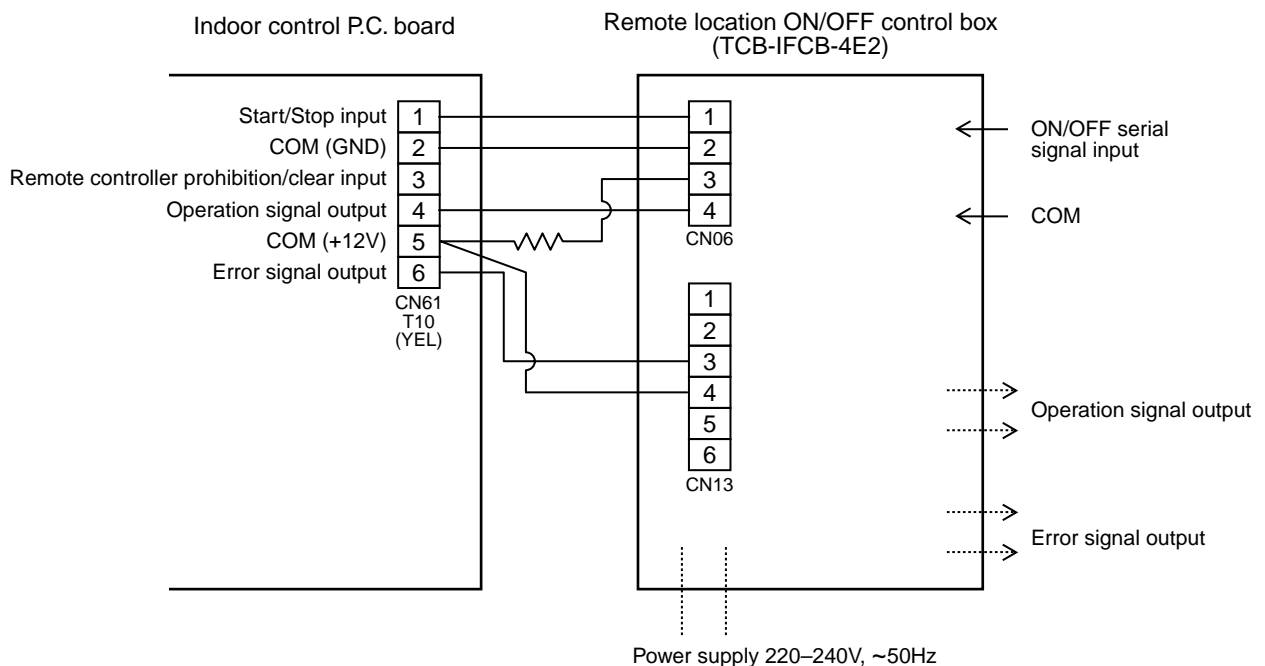 Indoor control P.C. board
Remote location ON/OFF control box
(TCB-IFCB-4E2)
Start/Stop input 1
COM (GND) 2
Remote controller prohibition/clear input 3
Operation signal output 4
COM (+12V) 5
Error signal output 6
CN61
T10
(YEL)
1
2
3
4
CN06
1
2
3
4
5
6
CN13
ON/OFF serial
signal input
COM
Operation signal output
Error signal output
Power supply 220–240V, ~50Hz